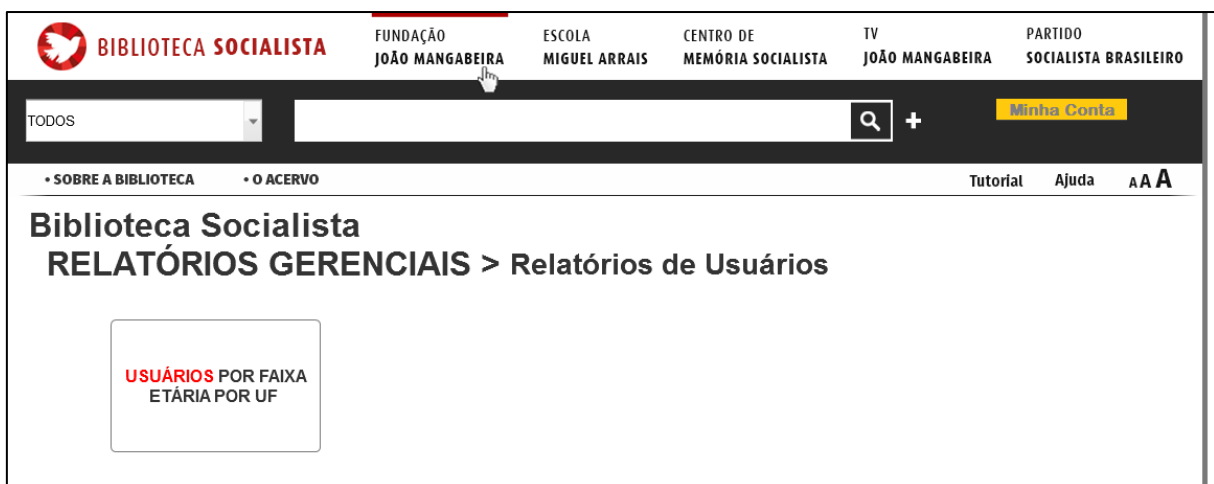 BIBLIOTECA SOCIALISTA
FUNDAÇÃO
JOÃO MANGABEIRA
ESCOLA
MIGUEL ARRAIS
CENTRO DE
MEMÓRIA SOCIALISTA
TV
JOÃO MANGABEIRA
PARTIDO
SOCIALISTA BRASILEIRO
TODOS
+
Minha Conta
• SOBRE A BIBLIOTECA
• O ACERVO
Tutorial
Ajuda
A A A
Biblioteca Socialista
RELATÓRIOS GERENCIAIS > Relatórios de Usuários
USUÁRIOS POR FAIXA
ETÁRIA POR UF